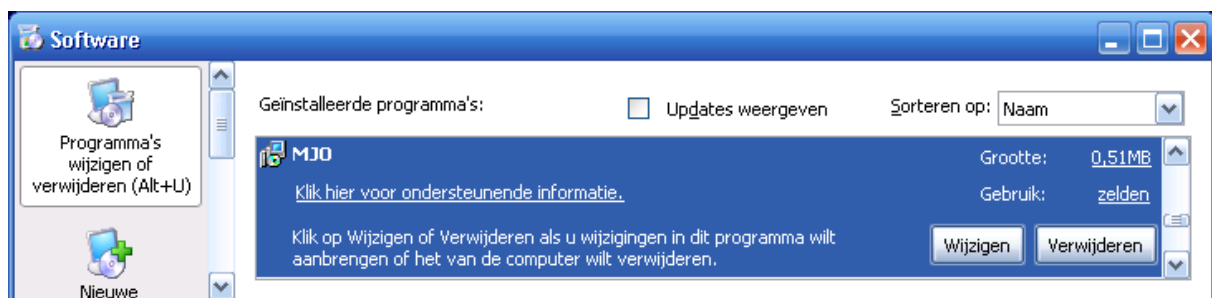 Software
Programma's
wijzigen of
verwijderen (Alt+U)
Nieuwe
Geïnstalleerde programma's:
Updates weergeven
Sorteren op: Naam
MJO
Grootte: 0,51MB
Klik hier voor ondersteunende informatie.
Gebruik: zelden
Klik op Wijzigen of Verwijderen als u wijzigingen in dit programma wilt
aanbrengen of het van de computer wilt verwijderen.
Wijzigen Verwijderen